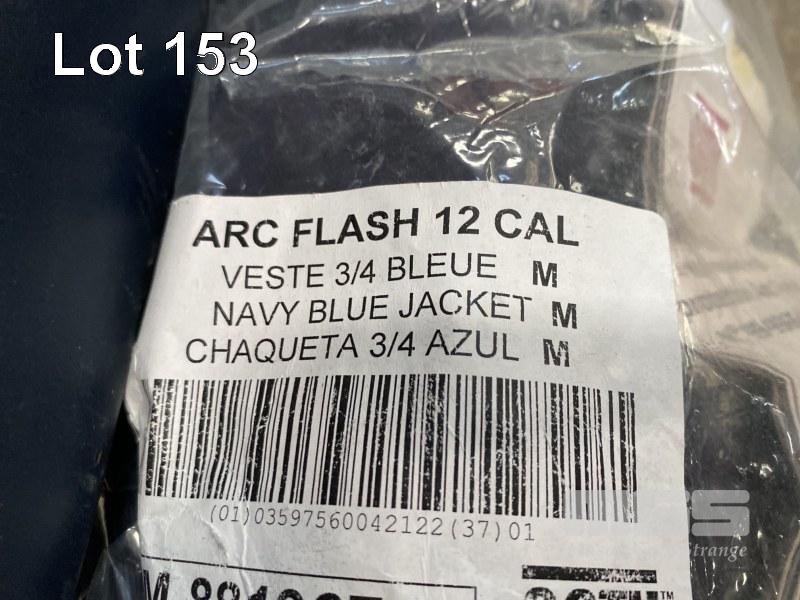 Lot 153
ARC FLASH 12 CAL
VESTE 3/4 BLEUE M
NAVY BLUE JACKET M
CHAQUETA 3/4 AZUL M
(01)03597560042122(37)01
Strange